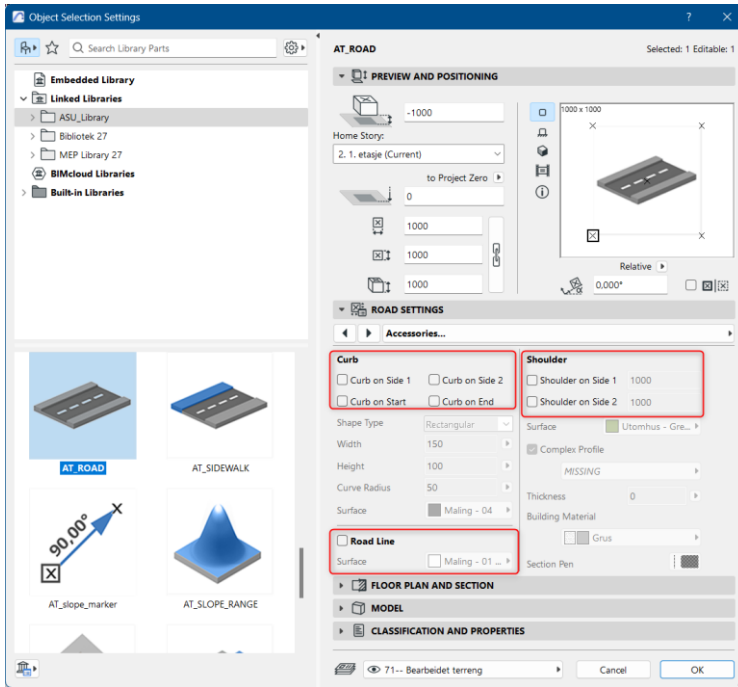 Object Selection Settings
?
Search Library Parts
Embedded Library
Linked Libraries
ASU_Library
Bibliotek 27
MEP Library 27
BIMcloud Libraries
Built-in Libraries
AT_ROAD
AT_SIDEWALK
90,00°
AT_slope_marker
AT_SLOPE_RANGE
AT_ROAD
Selected: 1 Editable: 1
PREVIEW AND POSITIONING
-1000
Home Story:
2. 1. etasje (Current)
to Project Zero
0
1000
1000
1000
1000 x 1000
Relative
0,000°
ROAD SETTINGS
Accessories...
Curb
Curb on Side 1
Curb on Side 2
Curb on Start
Curb on End
Shape Type
Rectangular
Width
150
Height
100
Curve Radius
50
Surface
Maling - 04
Road Line
Surface
Maling - 01 ...
Shoulder
Shoulder on Side 1
1000
Shoulder on Side 2
1000
Surface
Utomhus - Gre...
Complex Profile
MISSING
Thickness
0
Building Material
Grus
Section Pen
FLOOR PLAN AND SECTION
MODEL
CLASSIFICATION AND PROPERTIES
71-- Bearbeidet terreng
Cancel
OK